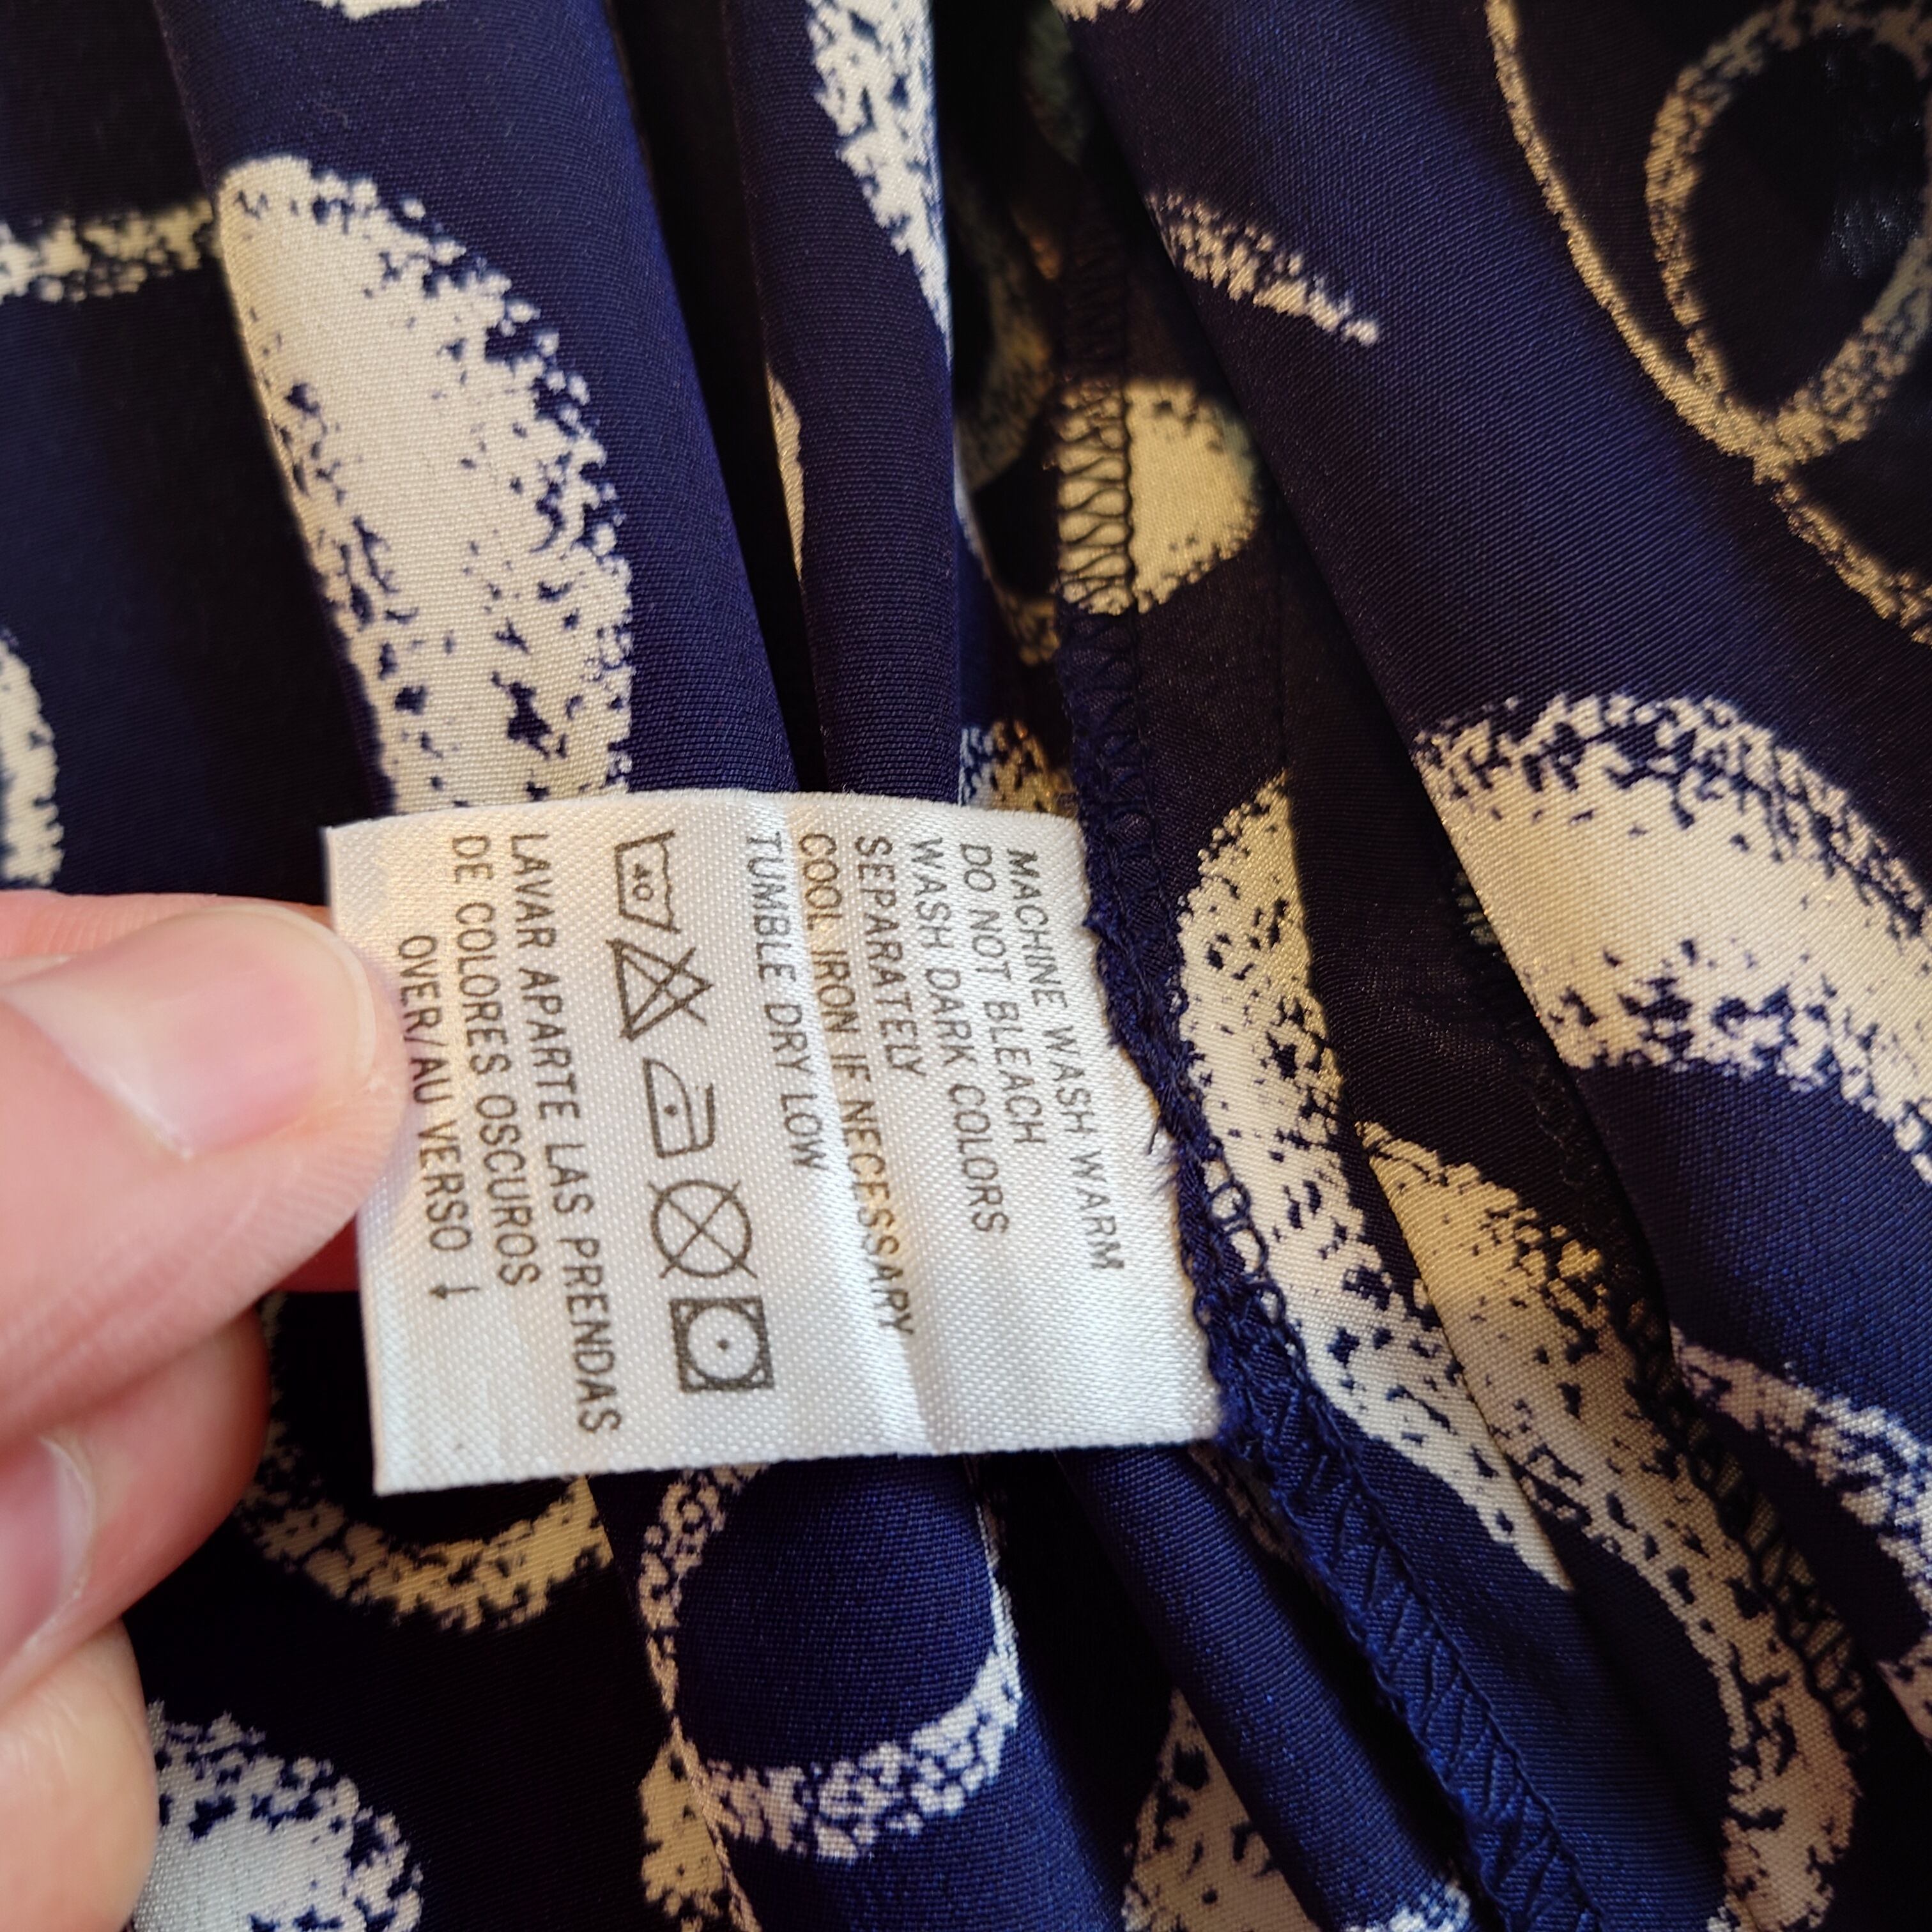 MACHINE WASH WARM
DO NOT BLEACH
WASH DARK COLORS
SEPARATELY
COOL IRON IF NECESSARY
TUMBLE DRY LOW
40
LAVAR APARTE LAS PRENDAS
DE COLORES OSCUROS
OVER/AU VERSO